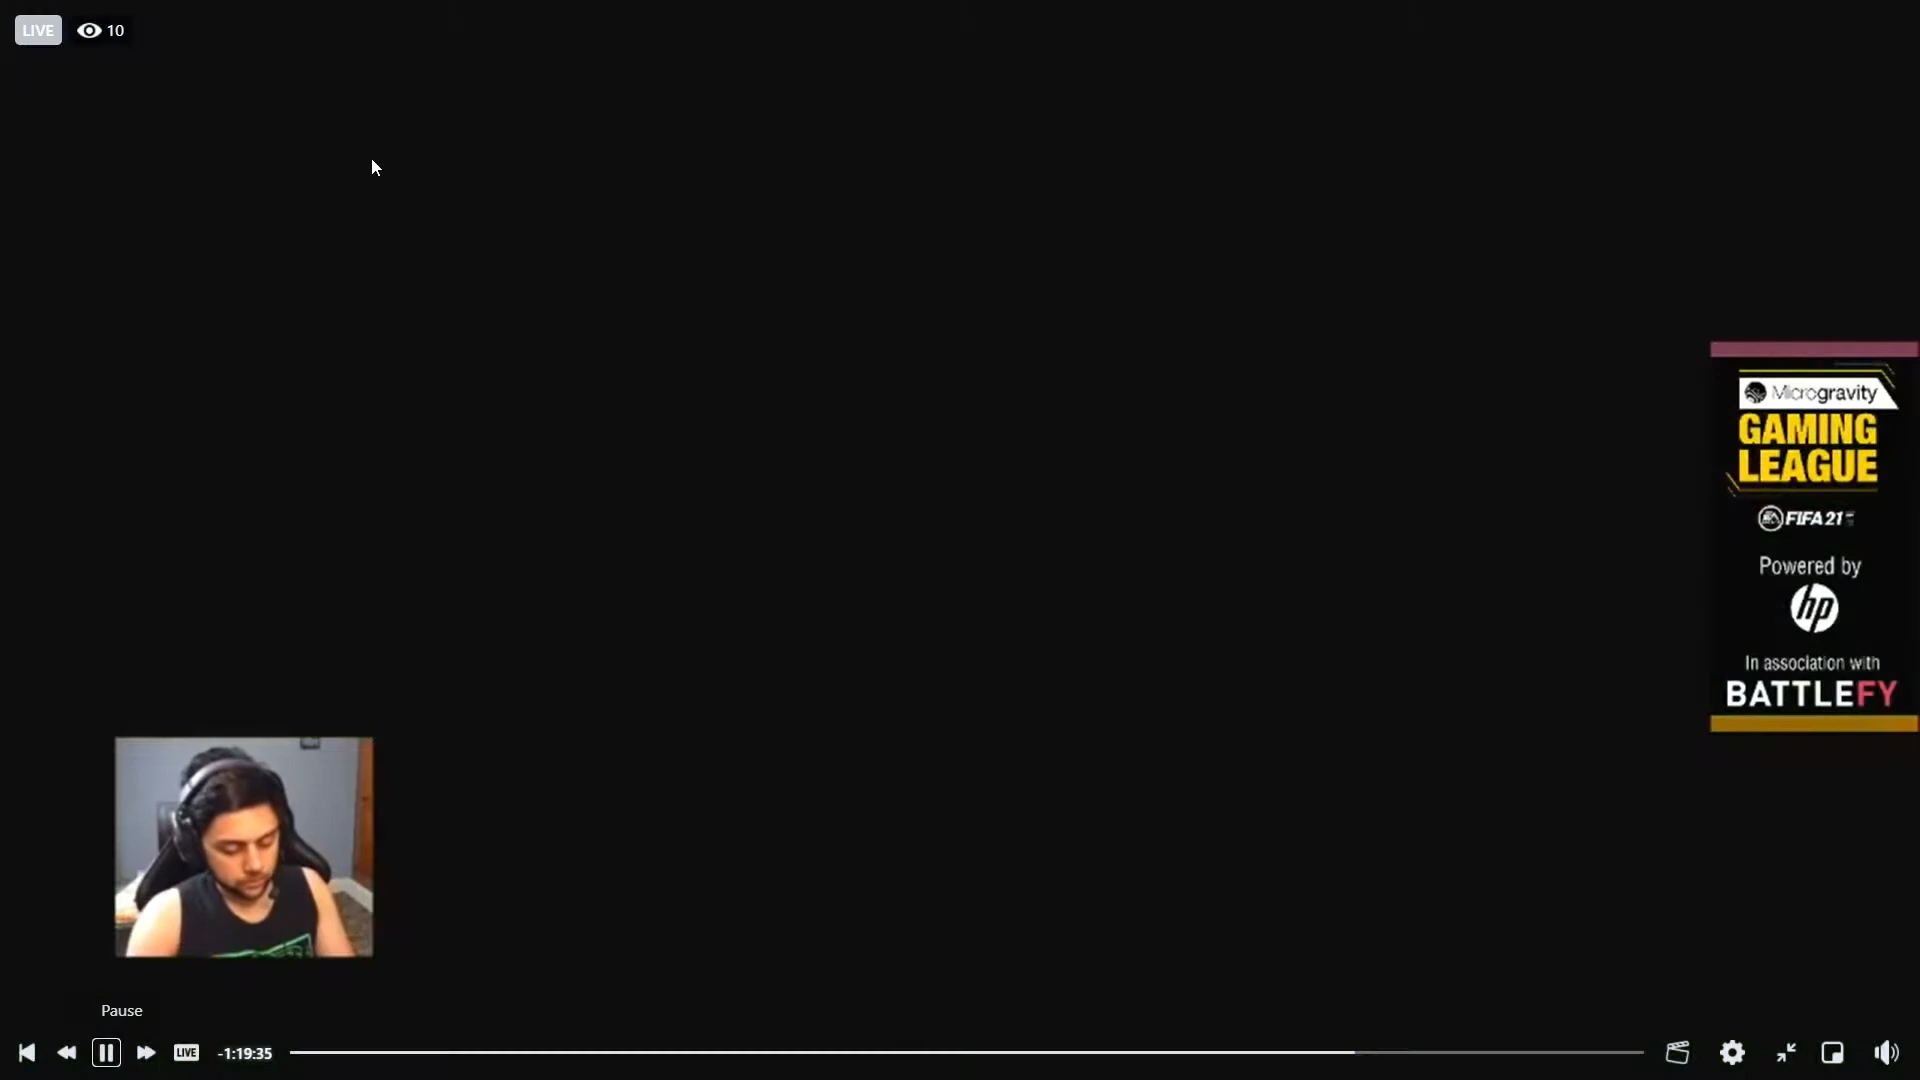 LIVE
10
Microgravity
GAMING
LEAGUE
FIFA 21
Powered by
hp
In association with
BATTLEFY
Pause
LIVE
-1:19:35